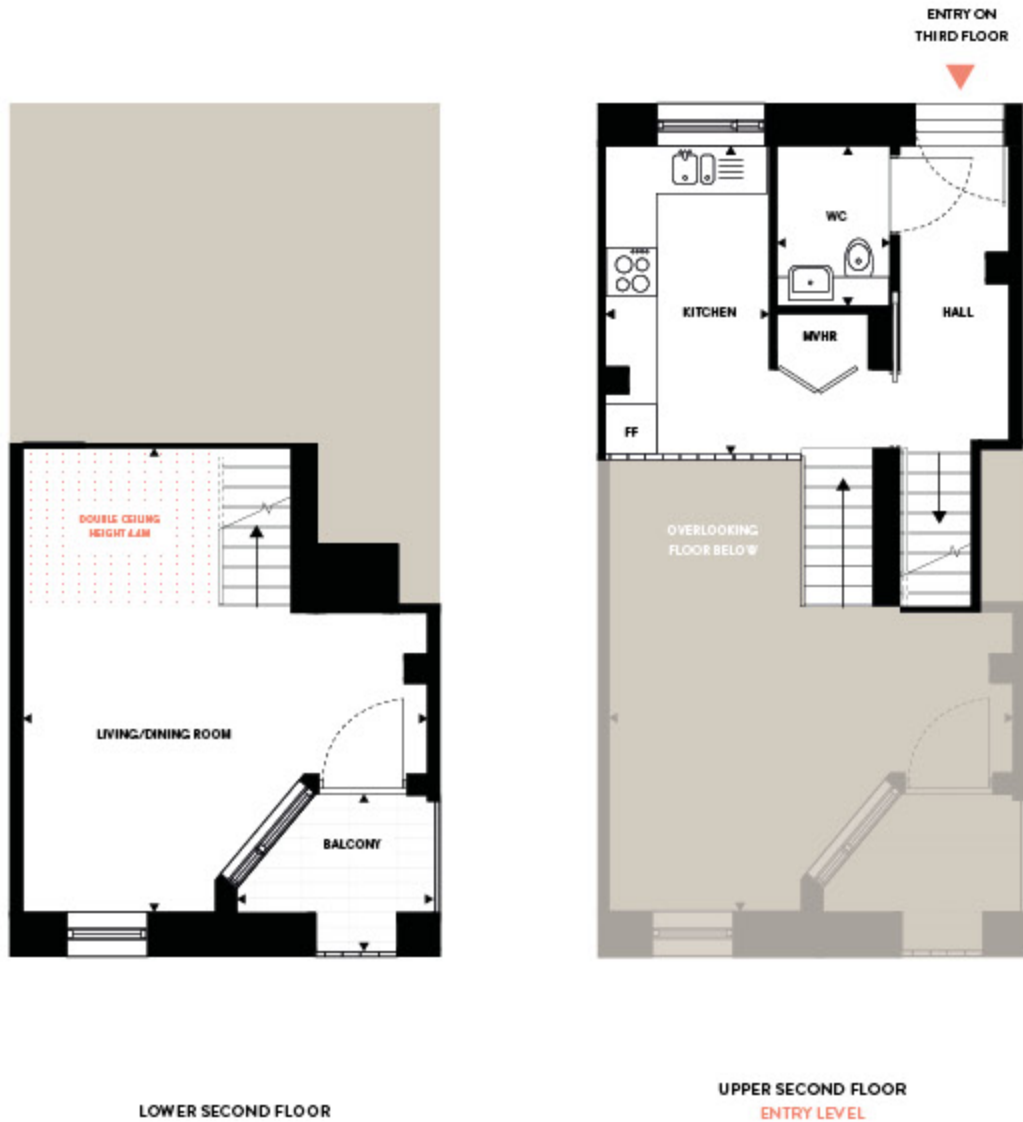 ENTRY ON
THIRD FLOOR
WC
KITCHEN
HALL
MVHR
FF
DOUBLE CEILING
HEIGHT 4.4M
OVERLOOKING
FLOOR BELOW
LIVING/DINING ROOM
BALCONY
LOWER SECOND FLOOR
UPPER SECOND FLOOR
ENTRY LEVEL